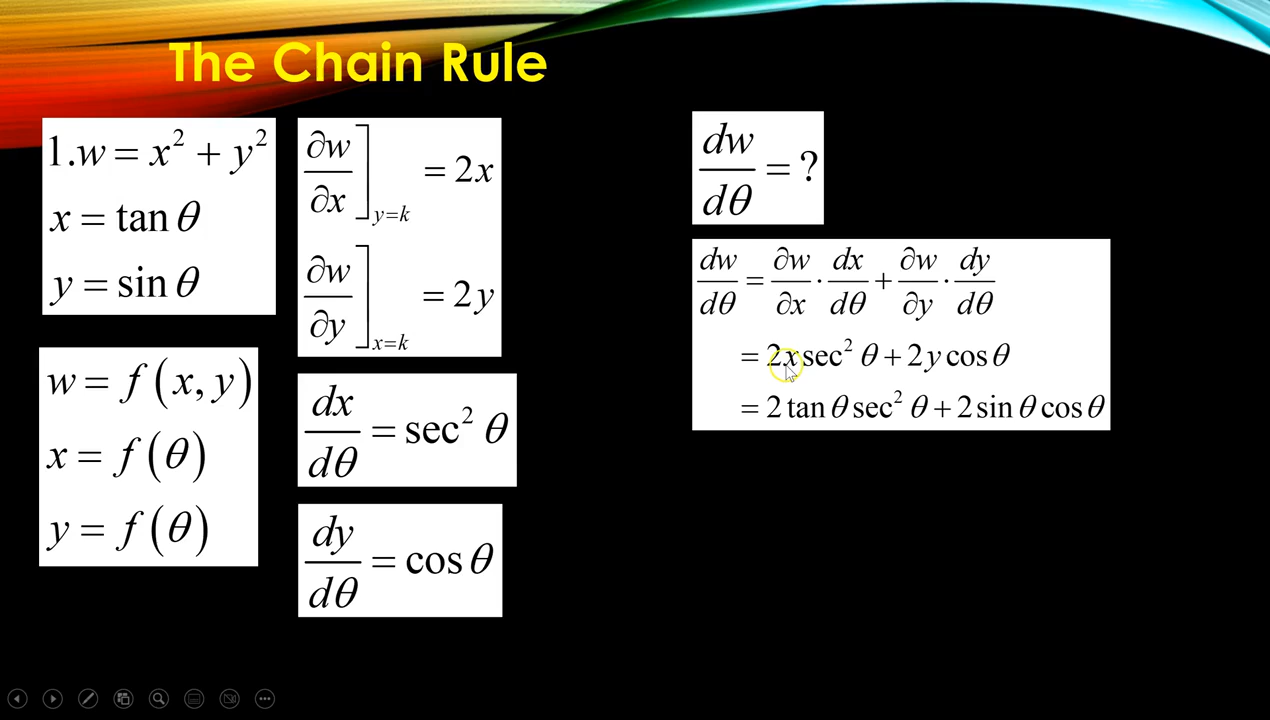 The Chain Rule
1.w = x² + y²
x = tan θ
y = sin θ
w = f(x, y)
x = f(θ)
y = f(θ)
∂w/∂x]_{y=k} = 2x
∂w/∂y]_{x=k} = 2y
dx/dθ = sec² θ
dy/dθ = cos θ
dw/dθ = ?
dw/dθ = ∂w/∂x · dx/dθ + ∂w/∂y · dy/dθ
= 2x sec² θ + 2y cos θ
= 2 tan θ sec² θ + 2 sin θ cos θ